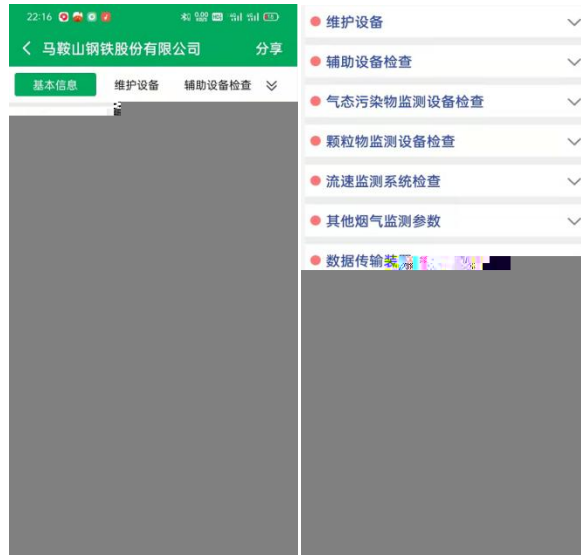 22:16
马鞍山钢铁股份有限公司
分享
基本信息 维护设备 辅助设备检查
维护设备
辅助设备检查
气态污染物监测设备检查
颗粒物监测设备检查
流速监测系统检查
其他烟气监测参数
数据传输装